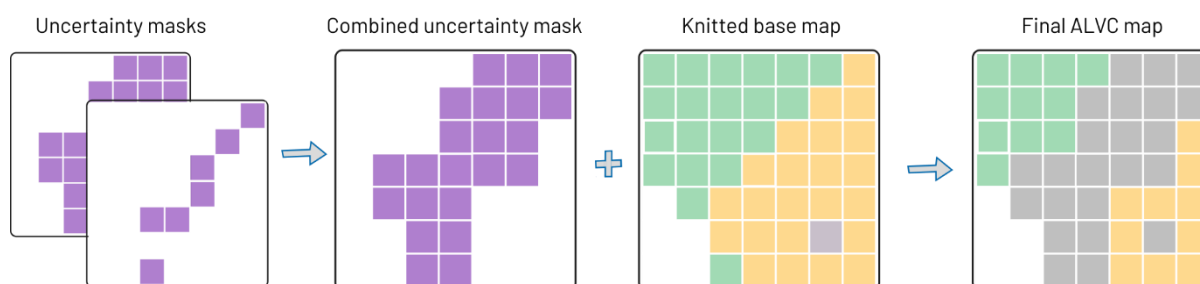 Uncertainty masks
Combined uncertainty mask
Knitted base map
Final ALVC map